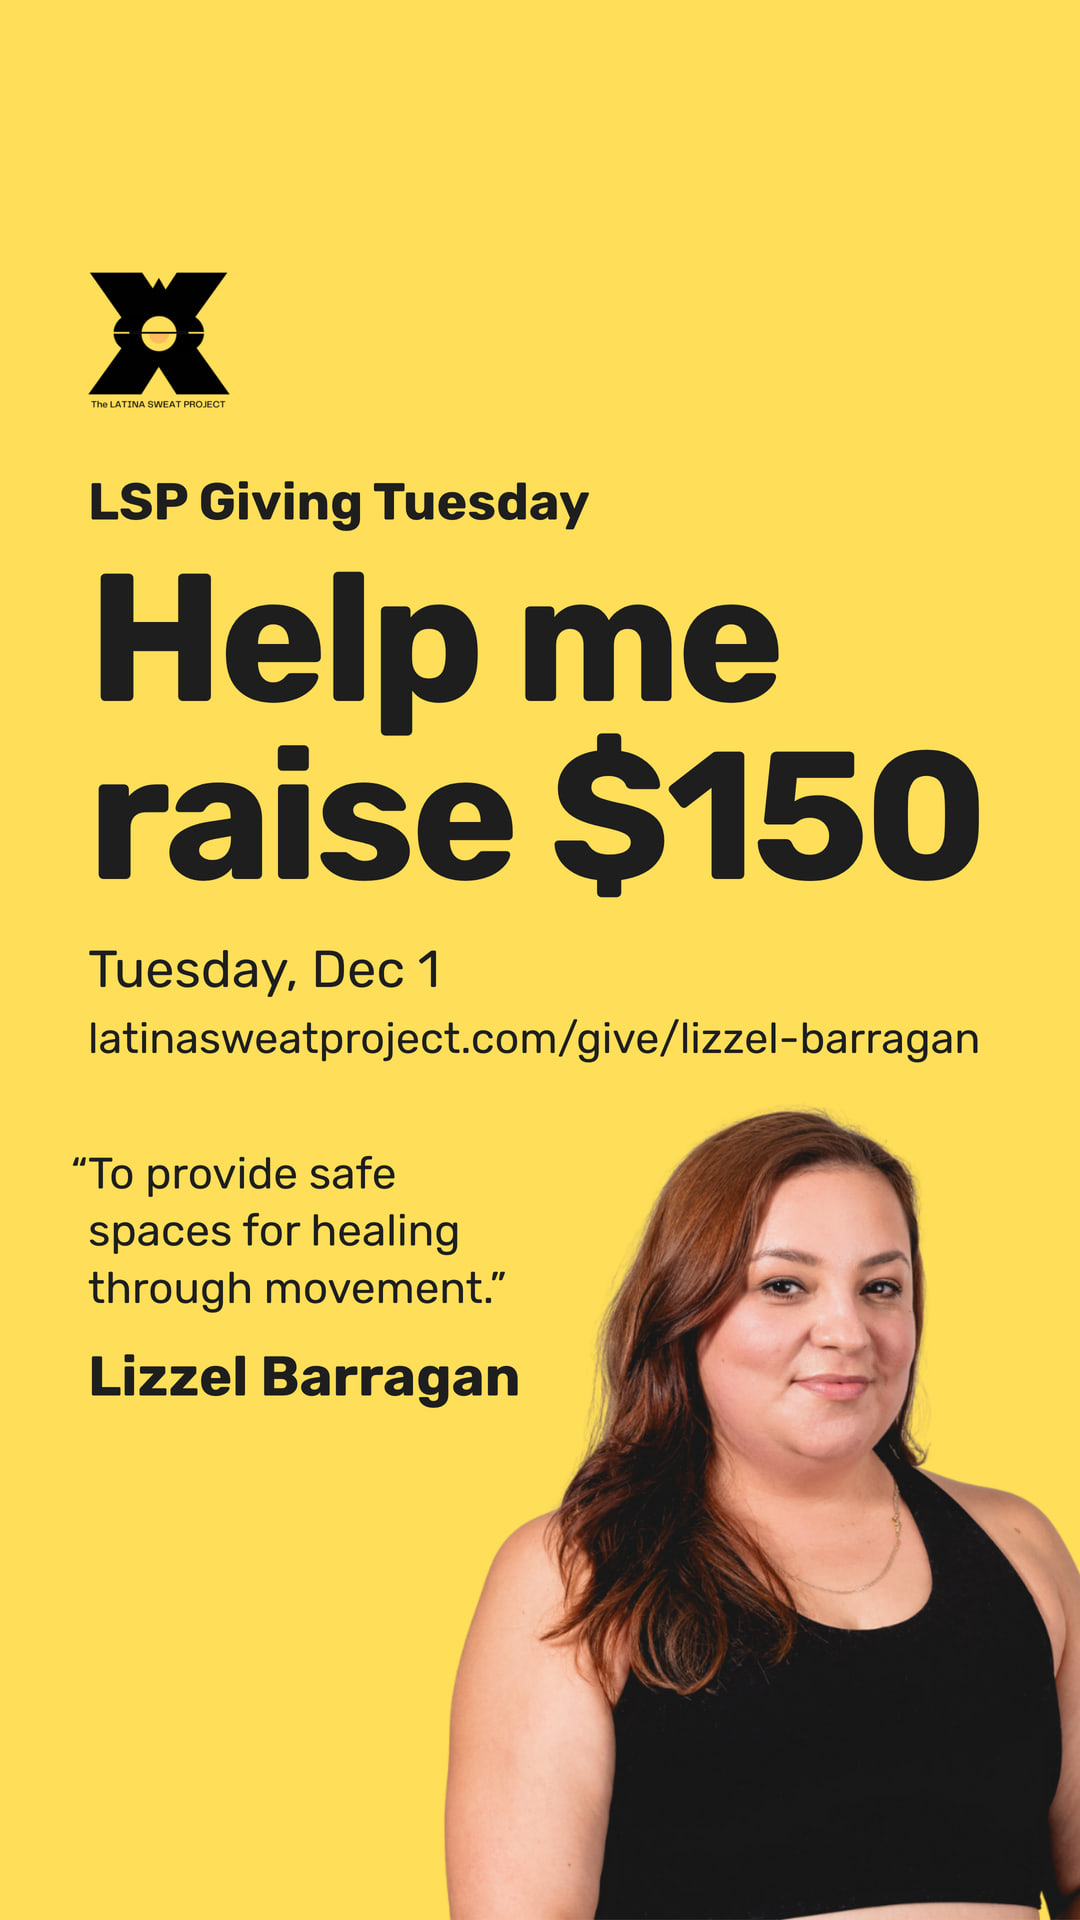 The LATINA SWEAT PROJECT
LSP Giving Tuesday
Help me
raise $150
Tuesday, Dec 1
latinasweatproject.com/give/lizzel-barragan
“To provide safe
spaces for healing
through movement.”
Lizzel Barragan